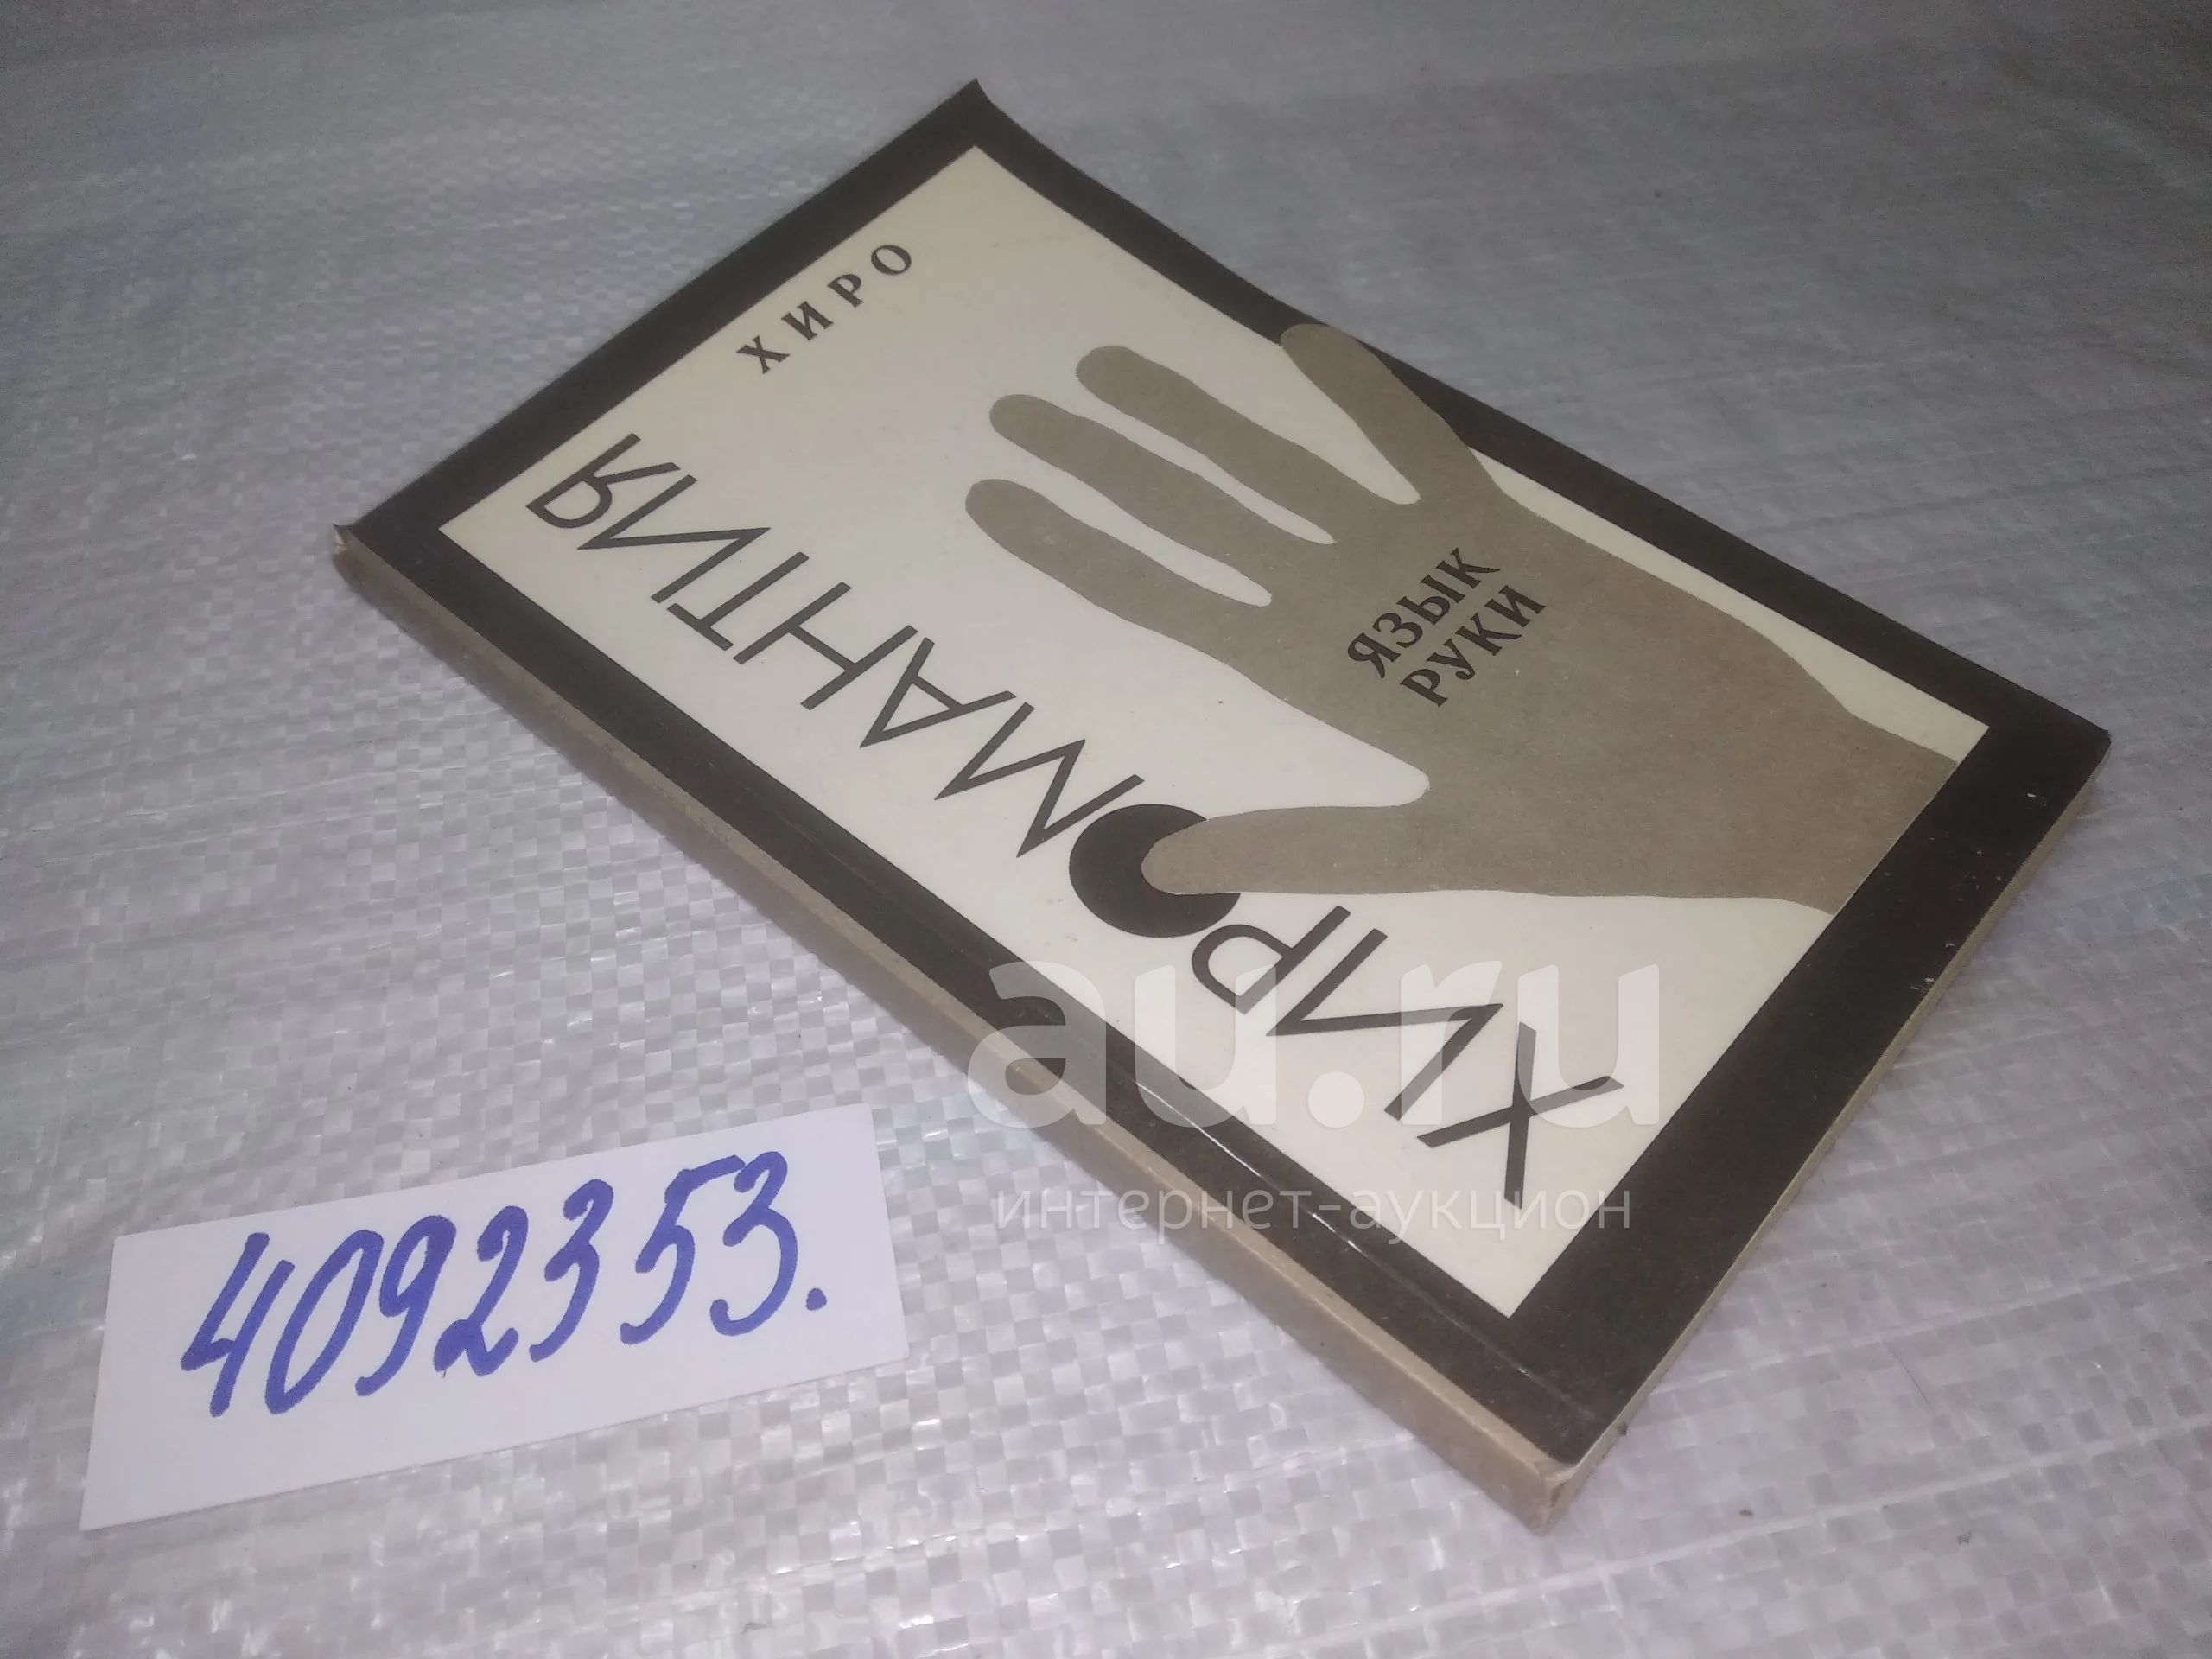 ХИРО
ХИРОМАНТИЯ
ЯЗЫК
РУКИ
au.ru
интернет-аукцион
4092353.